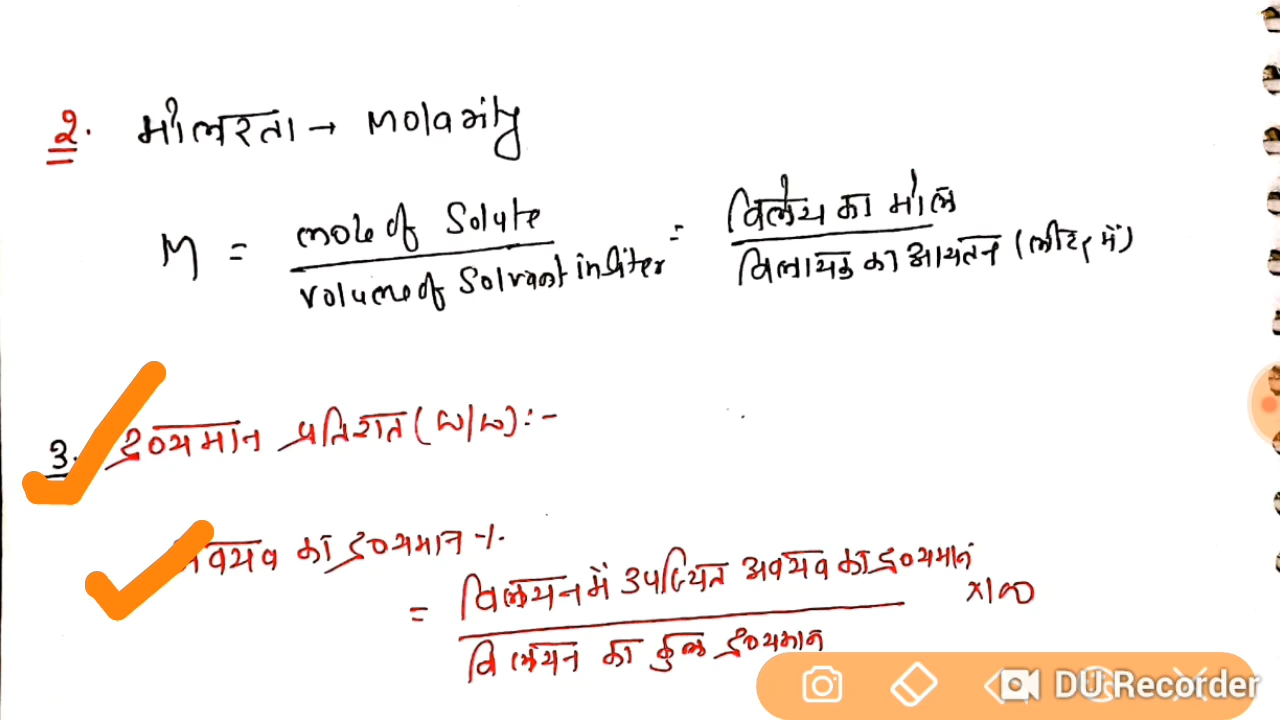 2. मोलरता → Molarity
M = mole of Solute / volume of Solvant in liter = विलेय का मोल / विलायक का आयतन (लीटर में)
3. द्रव्यमान प्रतिशत (w/w) :-
अवयव का द्रव्यमान %
= विलयन में उपस्थित अवयव का द्रव्यमान / विलयन का कुल द्रव्यमान ×100
DU Recorder